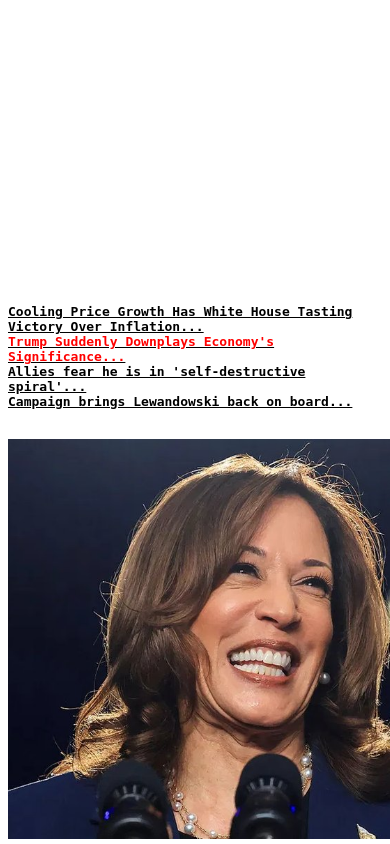 Cooling Price Growth Has White House Tasting
Victory Over Inflation...
Trump Suddenly Downplays Economy's
Significance...
Allies fear he is in 'self-destructive
spiral'...
Campaign brings Lewandowski back on board...